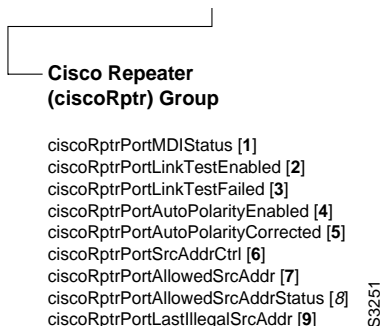 Cisco Repeater
(ciscoRptr) Group
ciscoRptrPortMDIStatus [1]
ciscoRptrPortLinkTestEnabled [2]
ciscoRptrPortLinkTestFailed [3]
ciscoRptrPortAutoPolarityEnabled [4]
ciscoRptrPortAutoPolarityCorrected [5]
ciscoRptrPortSrcAddrCtrl [6]
ciscoRptrPortAllowedSrcAddr [7]
ciscoRptrPortAllowedSrcAddrStatus [8]
ciscoRptrPortLastIllegalSrcAddr [9]
S3251